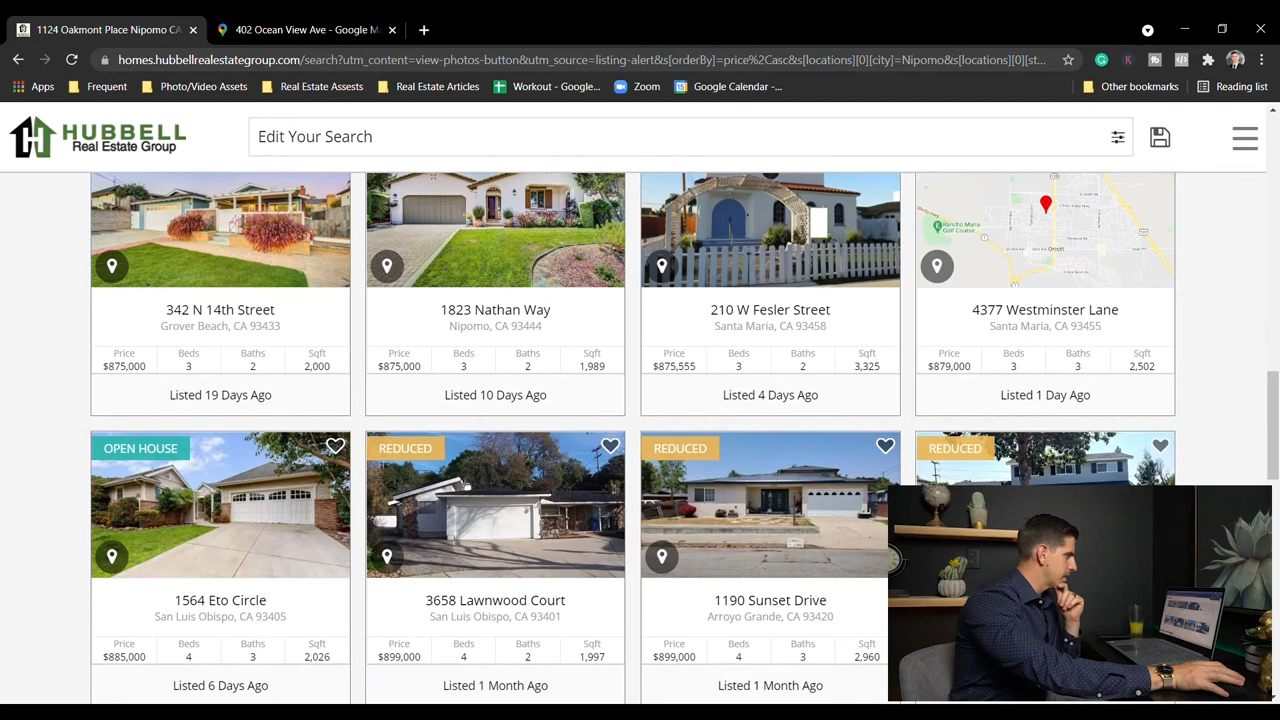 1124 Oakmont Place Nipomo CA
402 Ocean View Ave - Google M
homes.hubbellrealestategroup.com/search?utm_content=view-photos-button&utm_source=listing-alert&s[orderBy]=price%2Casc&s[locations][0][city]=Nipomo&s[locations][0][st...
Apps
Frequent
Photo/Video Assets
Real Estate Assests
Real Estate Articles
Workout - Google...
Zoom
Google Calendar -...
Other bookmarks
Reading list
HUBBELL
Real Estate Group
Edit Your Search
342 N 14th Street
Grover Beach, CA 93433
Price Beds Baths Sqft
$875,000 3 2 2,000
Listed 19 Days Ago
1823 Nathan Way
Nipomo, CA 93444
Price Beds Baths Sqft
$875,000 3 2 1,989
Listed 10 Days Ago
210 W Fesler Street
Santa Maria, CA 93458
Price Beds Baths Sqft
$875,555 3 2 3,325
Listed 4 Days Ago
Rancho Maria
Golf Course
Orcutt
4377 Westminster Lane
Santa Maria, CA 93455
Price Beds Baths Sqft
$879,000 3 3 2,502
Listed 1 Day Ago
OPEN HOUSE
1564 Eto Circle
San Luis Obispo, CA 93405
Price Beds Baths Sqft
$885,000 4 3 2,026
Listed 6 Days Ago
REDUCED
3658 Lawnwood Court
San Luis Obispo, CA 93401
Price Beds Baths Sqft
$899,000 4 2 1,997
Listed 1 Month Ago
REDUCED
1190 Sunset Drive
Arroyo Grande, CA 93420
Price Beds Baths Sqft
$899,000 4 3 2,960
Listed 1 Month Ago
REDUCED